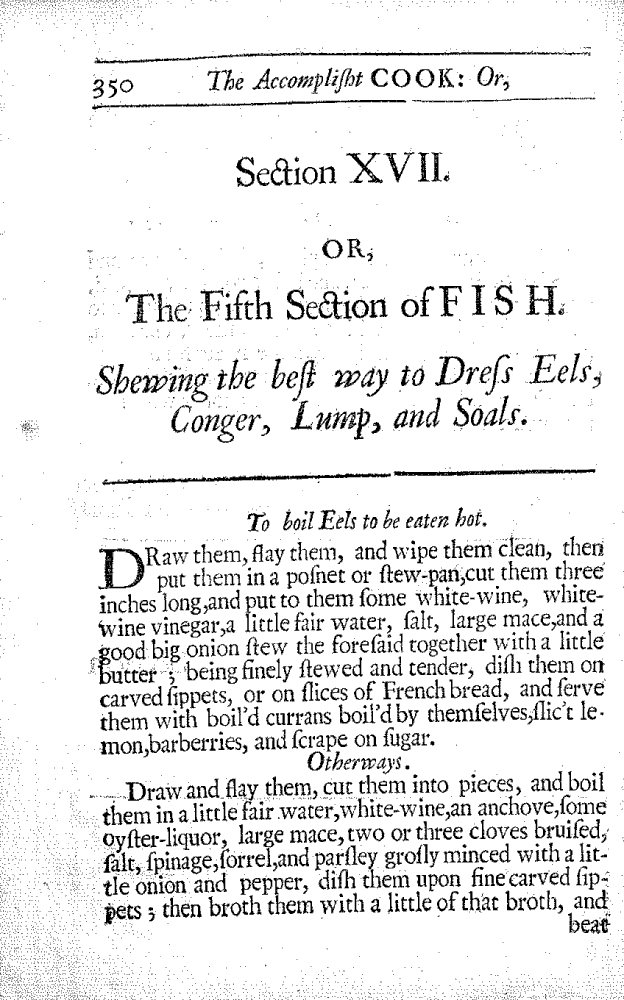 350 The Accompliſht COOK: Or,
Section XVII.
OR,
The Fifth Section of FISH.
Shewing the beſt way to Dreſs Eels,
Conger, Lump, and Soals.
To boil Eels to be eaten hot.
DRaw them, flay them, and wipe them clean, then
put them in a poſnet or ſtew-pan,cut them three
inches long,and put to them ſome white-wine, white-
wine vinegar,a little fair water, ſalt, large mace,and a
good big onion ſtew the foreſaid together with a little
butter ; being finely ſtewed and tender, diſh them on
carved ſippets, or on ſlices of French bread, and ſerve
them with boil'd currans boil'd by themſelves,ſlic't le-
mon,barberries, and ſcrape on ſugar.
Otherways.
Draw and flay them, cut them into pieces, and boil
them in a little fair water,white-wine,an anchove,ſome
oyſter-liquor, large mace,two or three cloves bruiſed,
ſalt, ſpinage,ſorrel,and parſley groſly minced with a lit-
tle onion and pepper, diſh them upon fine carved ſip-
pets ; then broth them with a little of that broth, and
beat